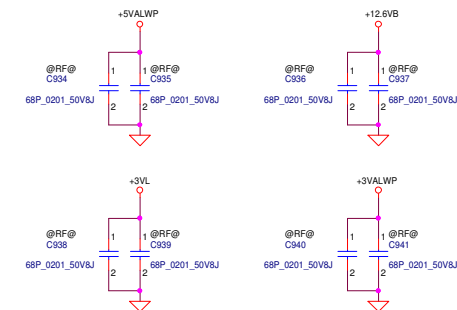 +5VALWP
@RF@
C934
1
1
@RF@
C935
68P_0201_50V8J
2
2
68P_0201_50V8J
+12.6VB
@RF@
C936
1
1
@RF@
C937
68P_0201_50V8J
2
2
68P_0201_50V8J
+3VL
@RF@
C938
1
1
@RF@
C939
68P_0201_50V8J
2
2
68P_0201_50V8J
+3VALWP
@RF@
C940
1
1
@RF@
C941
68P_0201_50V8J
2
2
68P_0201_50V8J